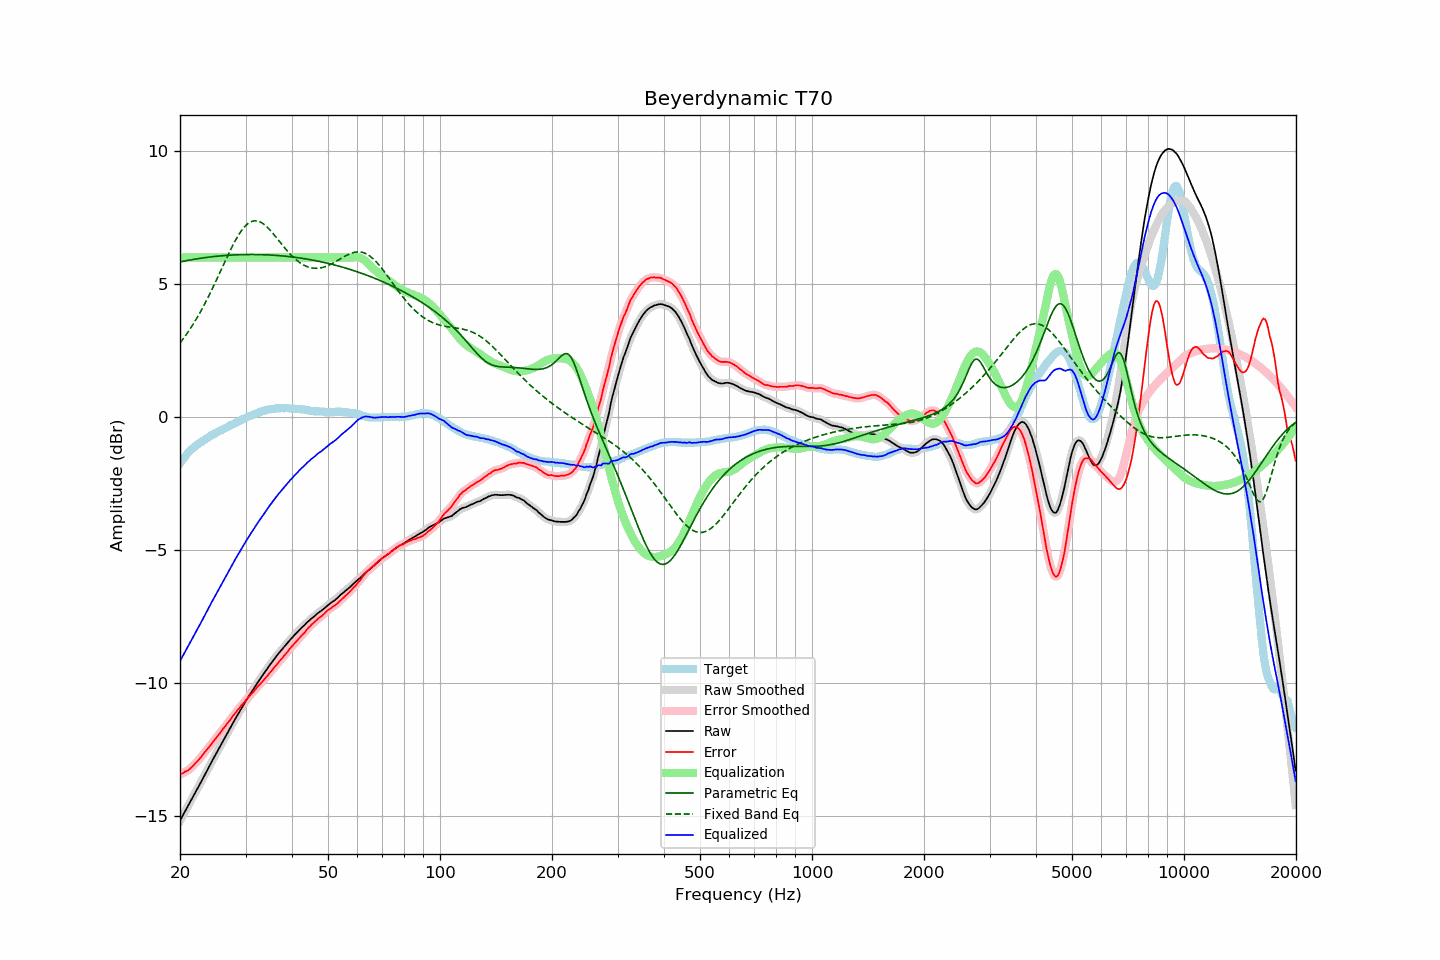 Beyerdynamic T70
10
5
0
−5
−10
−15
Amplitude (dBr)
20
50
100
200
500
1000
2000
5000
10000
20000
Frequency (Hz)
Target
Raw Smoothed
Error Smoothed
Raw
Error
Equalization
Parametric Eq
Fixed Band Eq
Equalized